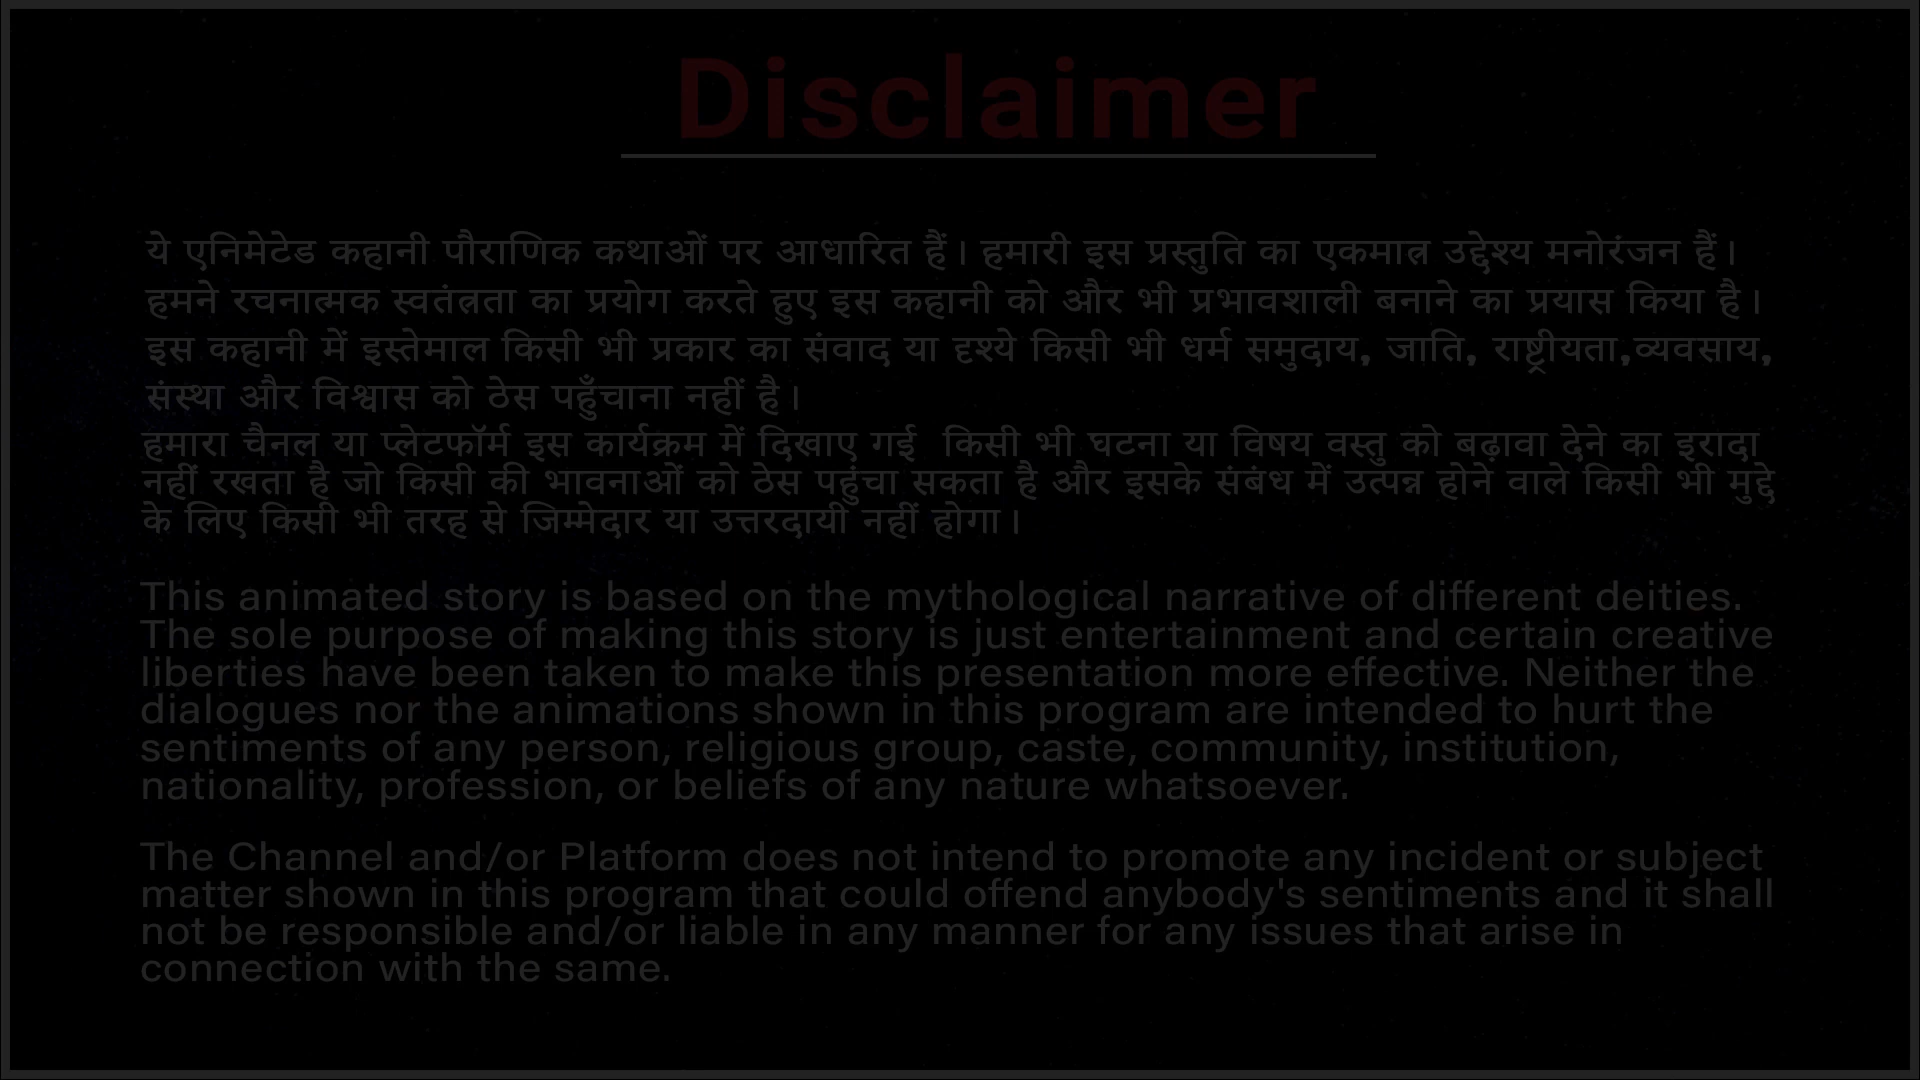 Disclaimer
ये एनिमेटेड कहानी पौराणिक कथाओं पर आधारित हैं। हमारी इस प्रस्तुति का एकमात्र उद्देश्य मनोरंजन हैं।
हमने रचनात्मक स्वतंत्रता का प्रयोग करते हुए इस कहानी को और भी प्रभावशाली बनाने का प्रयास किया है।
इस कहानी में इस्तेमाल किसी भी प्रकार का संवाद या दृश्ये किसी भी धर्म समुदाय, जाति, राष्ट्रीयता,व्यवसाय,
संस्था और विश्वास को ठेस पहुँचाना नहीं है।
हमारा चैनल या प्लेटफॉर्म इस कार्यक्रम में दिखाए गई किसी भी घटना या विषय वस्तु को बढ़ावा देने का इरादा
नहीं रखता है जो किसी की भावनाओं को ठेस पहुंचा सकता है और इसके संबंध में उत्पन्न होने वाले किसी भी मुद्दे
के लिए किसी भी तरह से जिम्मेदार या उत्तरदायी नहीं होगा।
This animated story is based on the mythological narrative of different deities.
The sole purpose of making this story is just entertainment and certain creative
liberties have been taken to make this presentation more effective. Neither the
dialogues nor the animations shown in this program are intended to hurt the
sentiments of any person, religious group, caste, community, institution,
nationality, profession, or beliefs of any nature whatsoever.
The Channel and/or Platform does not intend to promote any incident or subject
matter shown in this program that could offend anybody's sentiments and it shall
not be responsible and/or liable in any manner for any issues that arise in
connection with the same.